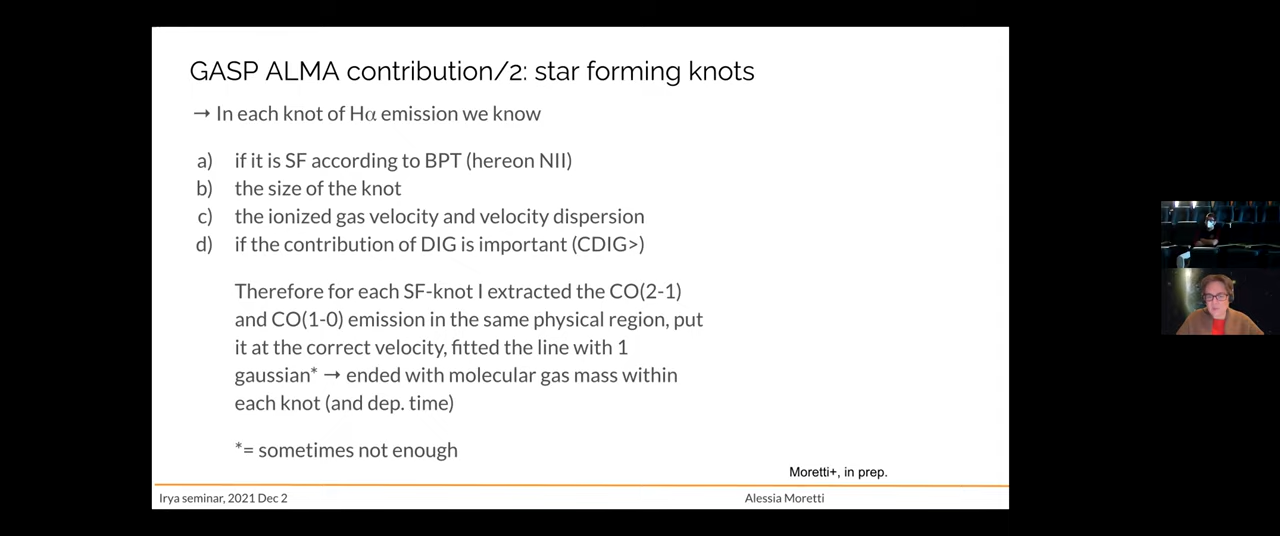 GASP ALMA contribution/2: star forming knots
→ In each knot of Hα emission we know
a) if it is SF according to BPT (hereon NII)
b) the size of the knot
c) the ionized gas velocity and velocity dispersion
d) if the contribution of DIG is important (CDIG>)
Therefore for each SF-knot I extracted the CO(2-1)
and CO(1-0) emission in the same physical region, put
it at the correct velocity, fitted the line with 1
gaussian* → ended with molecular gas mass within
each knot (and dep. time)
*= sometimes not enough
Moretti+, in prep.
Irya seminar, 2021 Dec 2
Alessia Moretti